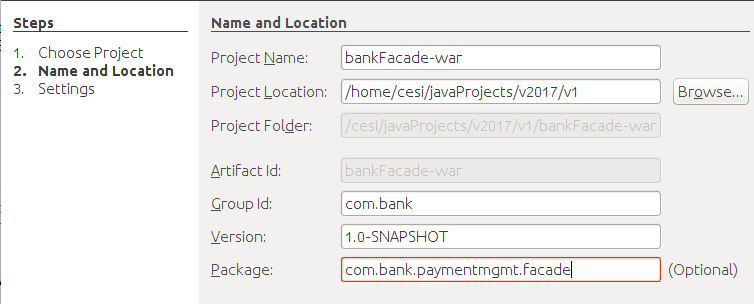 Steps
1. Choose Project
2. Name and Location
3. Settings
Name and Location
Project Name: bankFacade-war
Project Location: /home/cesi/javaProjects/v2017/v1 Browse...
Project Folder: /cesi/javaProjects/v2017/v1/bankFacade-war
Artifact Id: bankFacade-war
Group Id: com.bank
Version: 1.0-SNAPSHOT
Package: com.bank.paymentmgmt.facade (Optional)